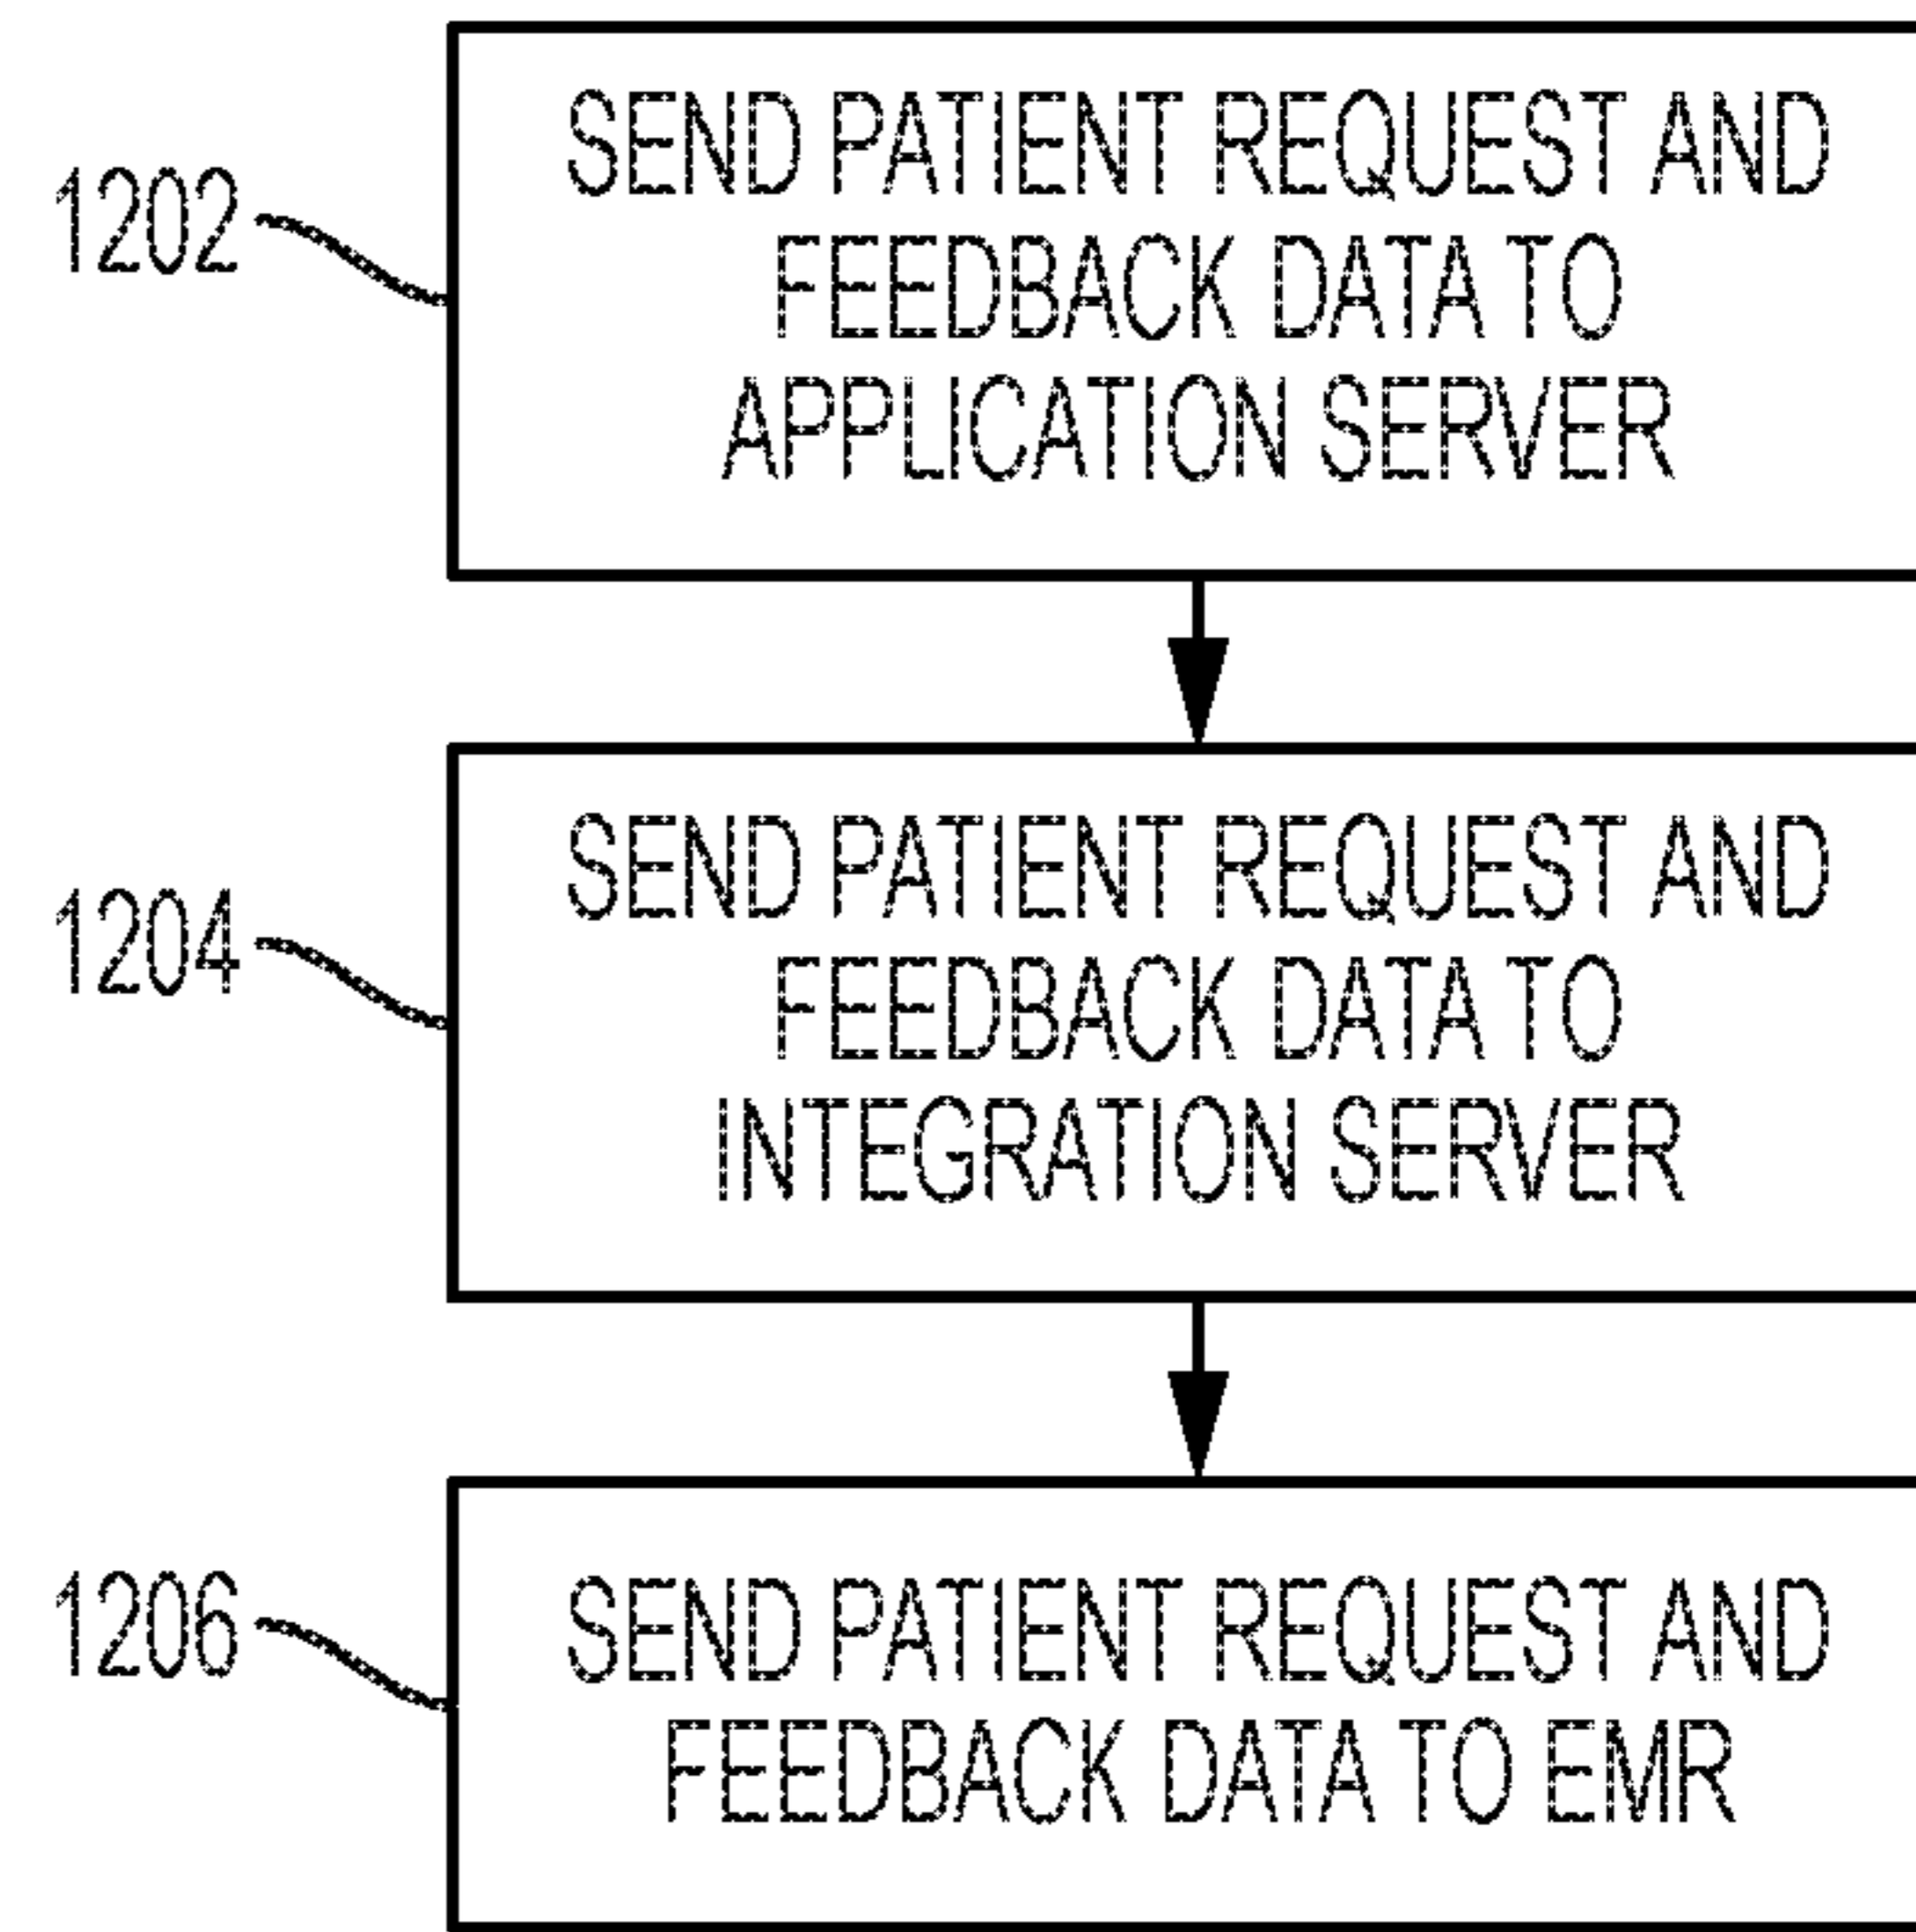 1202
SEND PATIENT REQUEST AND
FEEDBACK DATA TO
APPLICATION SERVER
1204
SEND PATIENT REQUEST AND
FEEDBACK DATA TO
INTEGRATION SERVER
1206
SEND PATIENT REQUEST AND
FEEDBACK DATA TO EMR